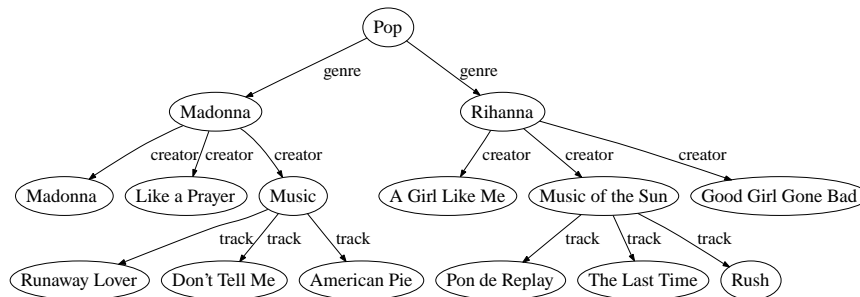 Pop
genre
genre
Madonna
Rihanna
creator
creator
creator
creator
creator
creator
Madonna
Like a Prayer
Music
A Girl Like Me
Music of the Sun
Good Girl Gone Bad
track
track
track
track
track
Runaway Lover
Don't Tell Me
American Pie
Pon de Replay
The Last Time
Rush